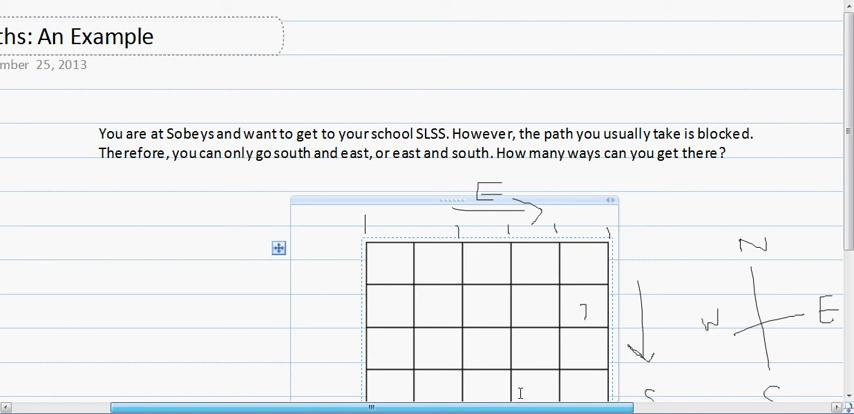 ths: An Example
mber 25, 2013
You are at Sobeys and want to get to your school SLSS. However, the path you usually take is blocked.
Therefore, you can only go south and east, or east and south. How many ways can you get there?
E
N
W E
S S